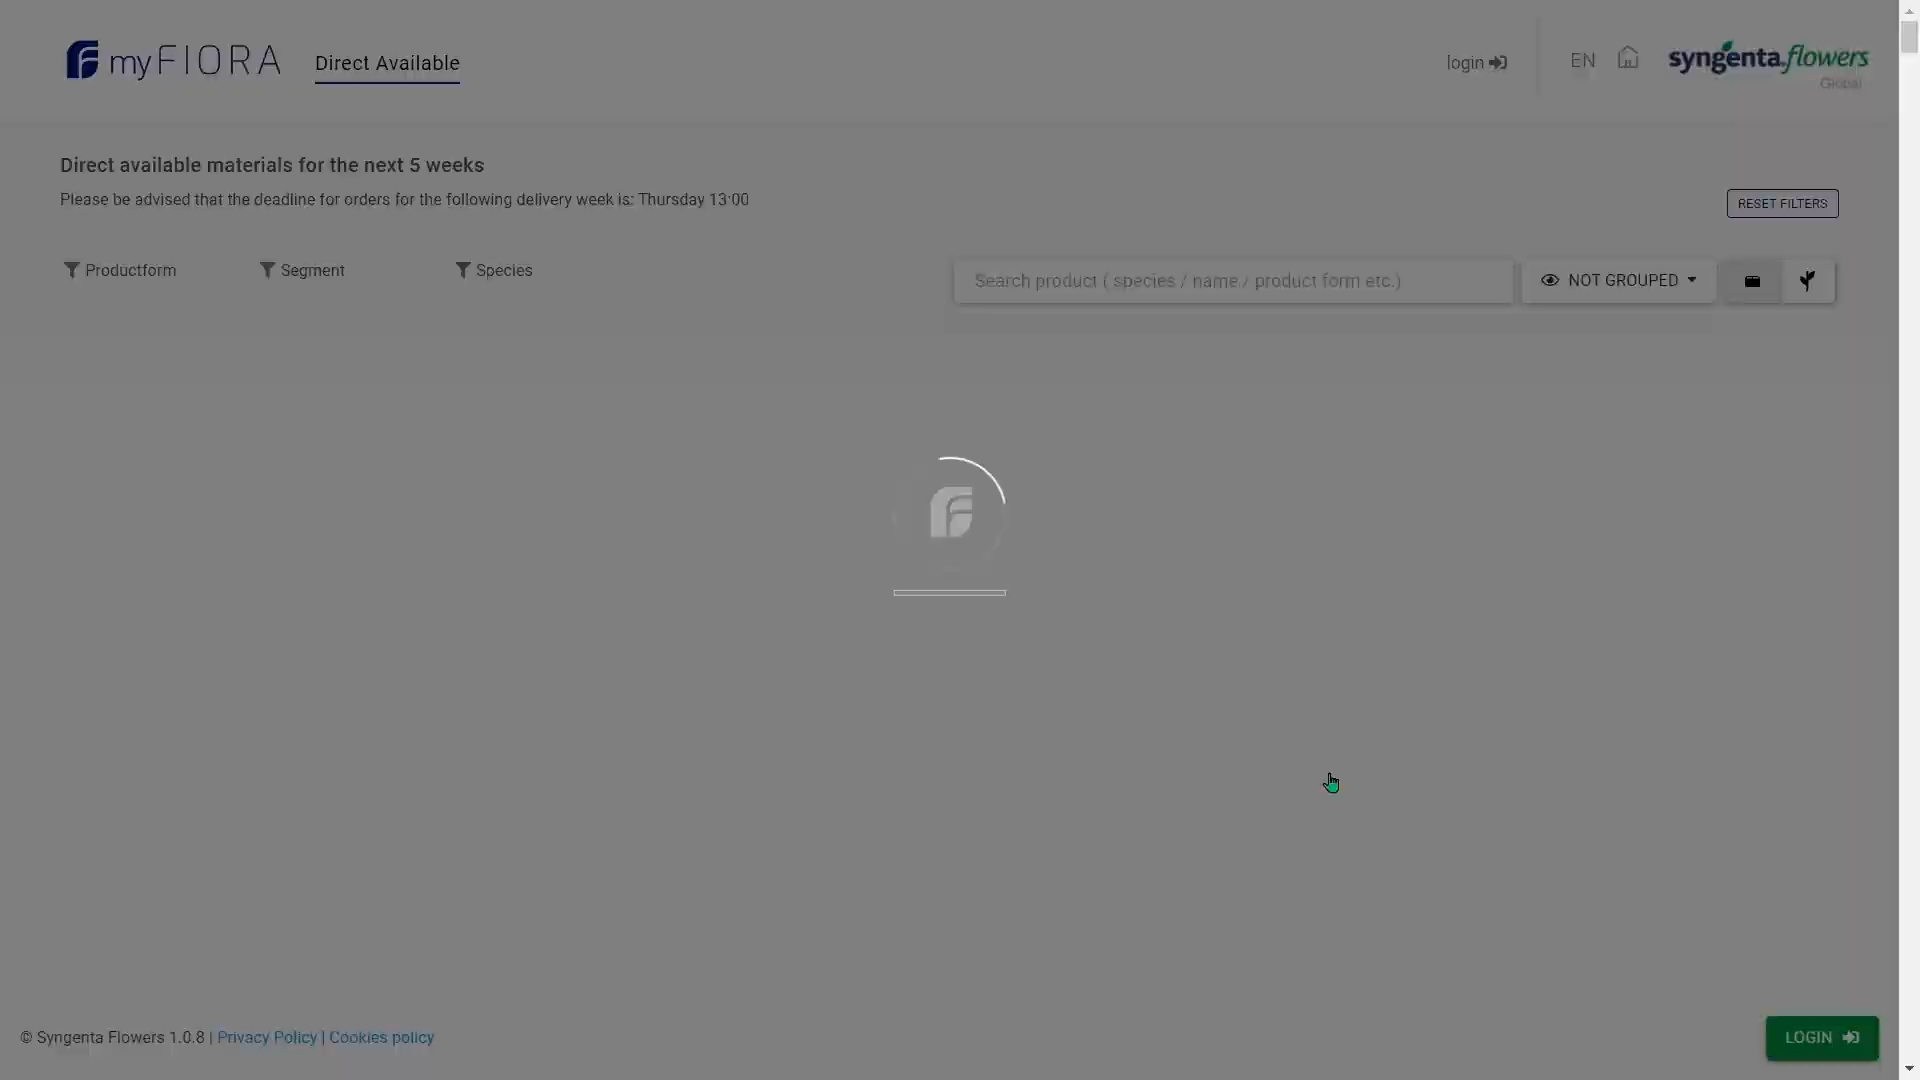 myFIORA
Direct Available
login
EN
syngenta flowers
Global
Direct available materials for the next 5 weeks
Please be advised that the deadline for orders for the following delivery week is: Thursday 13:00
RESET FILTERS
Productform
Segment
Species
Search product ( species / name / product form etc.)
NOT GROUPED
© Syngenta Flowers 1.0.8 | Privacy Policy | Cookies policy
LOGIN